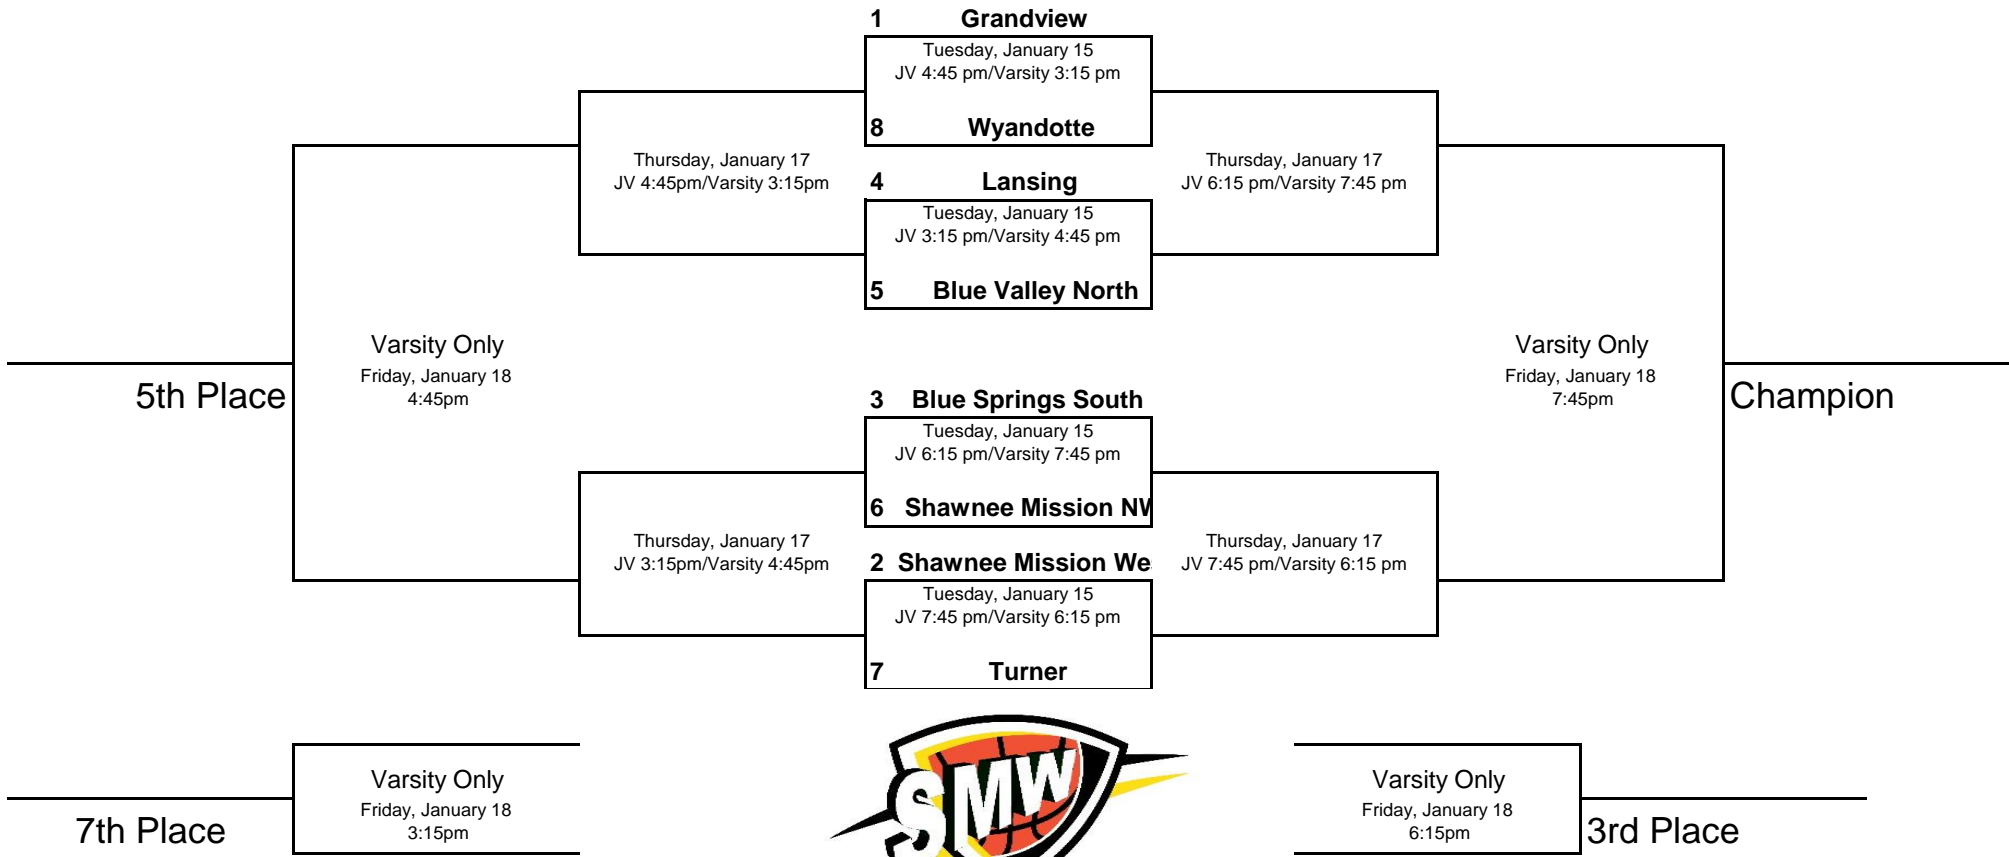 1 Grandview
Tuesday, January 15
JV 4:45 pm/Varsity 3:15 pm
8 Wyandotte
Thursday, January 17
JV 4:45pm/Varsity 3:15pm
Thursday, January 17
JV 6:15 pm/Varsity 7:45 pm
4 Lansing
Tuesday, January 15
JV 3:15 pm/Varsity 4:45 pm
5 Blue Valley North
Varsity Only
Friday, January 18
4:45pm
5th Place
Varsity Only
Friday, January 18
7:45pm
Champion
3 Blue Springs South
Tuesday, January 15
JV 6:15 pm/Varsity 7:45 pm
6 Shawnee Mission NW
Thursday, January 17
JV 3:15pm/Varsity 4:45pm
Thursday, January 17
JV 7:45 pm/Varsity 6:15 pm
2 Shawnee Mission We
Tuesday, January 15
JV 7:45 pm/Varsity 6:15 pm
7 Turner
Varsity Only
Friday, January 18
3:15pm
7th Place
SMW
Varsity Only
Friday, January 18
6:15pm
3rd Place